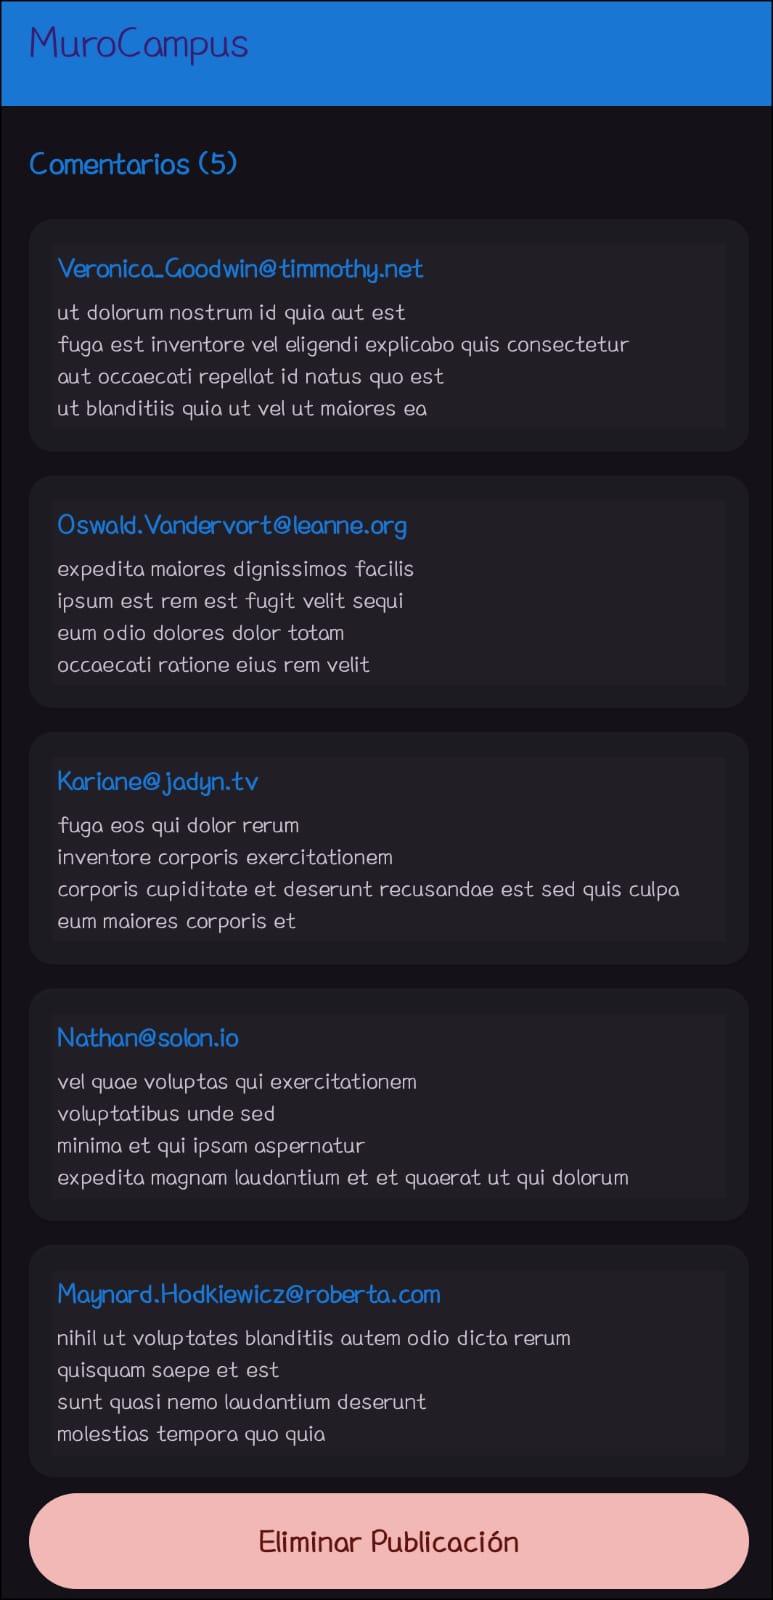 MuroCampus
Comentarios (5)
Veronica_Goodwin@timmothy.net
ut dolorum nostrum id quia aut est
fuga est inventore vel eligendi explicabo quis consectetur
aut occaecati repellat id natus quo est
ut blanditiis quia ut vel ut maiores ea
Oswald.Vandervort@leanne.org
expedita maiores dignissimos facilis
ipsum est rem est fugit velit sequi
eum odio dolores dolor totam
occaecati ratione eius rem velit
Kariane@jadyn.tv
fuga eos qui dolor rerum
inventore corporis exercitationem
corporis cupiditate et deserunt recusandae est sed quis culpa
eum maiores corporis et
Nathan@solon.io
vel quae voluptas qui exercitationem
voluptatibus unde sed
minima et qui ipsam aspernatur
expedita magnam laudantium et et quaerat ut qui dolorum
Maynard.Hodkiewicz@roberta.com
nihil ut voluptates blanditiis autem odio dicta rerum
quisquam saepe et est
sunt quasi nemo laudantium deserunt
molestias tempora quo quia
Eliminar Publicación